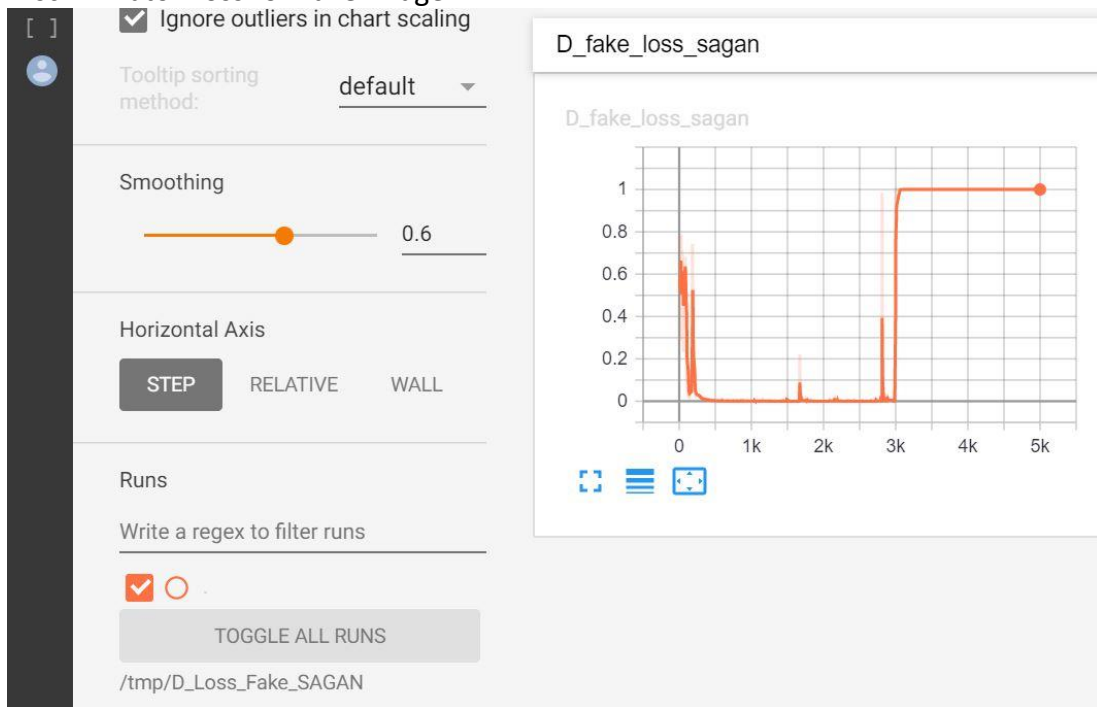 [ ]
Ignore outliers in chart scaling
Tooltip sorting
method:
default
Smoothing
0.6
Horizontal Axis
STEP RELATIVE WALL
Runs
Write a regex to filter runs
.
TOGGLE ALL RUNS
/tmp/D_Loss_Fake_SAGAN
D_fake_loss_sagan
D_fake_loss_sagan
1
0.8
0.6
0.4
0.2
0
0 1k 2k 3k 4k 5k